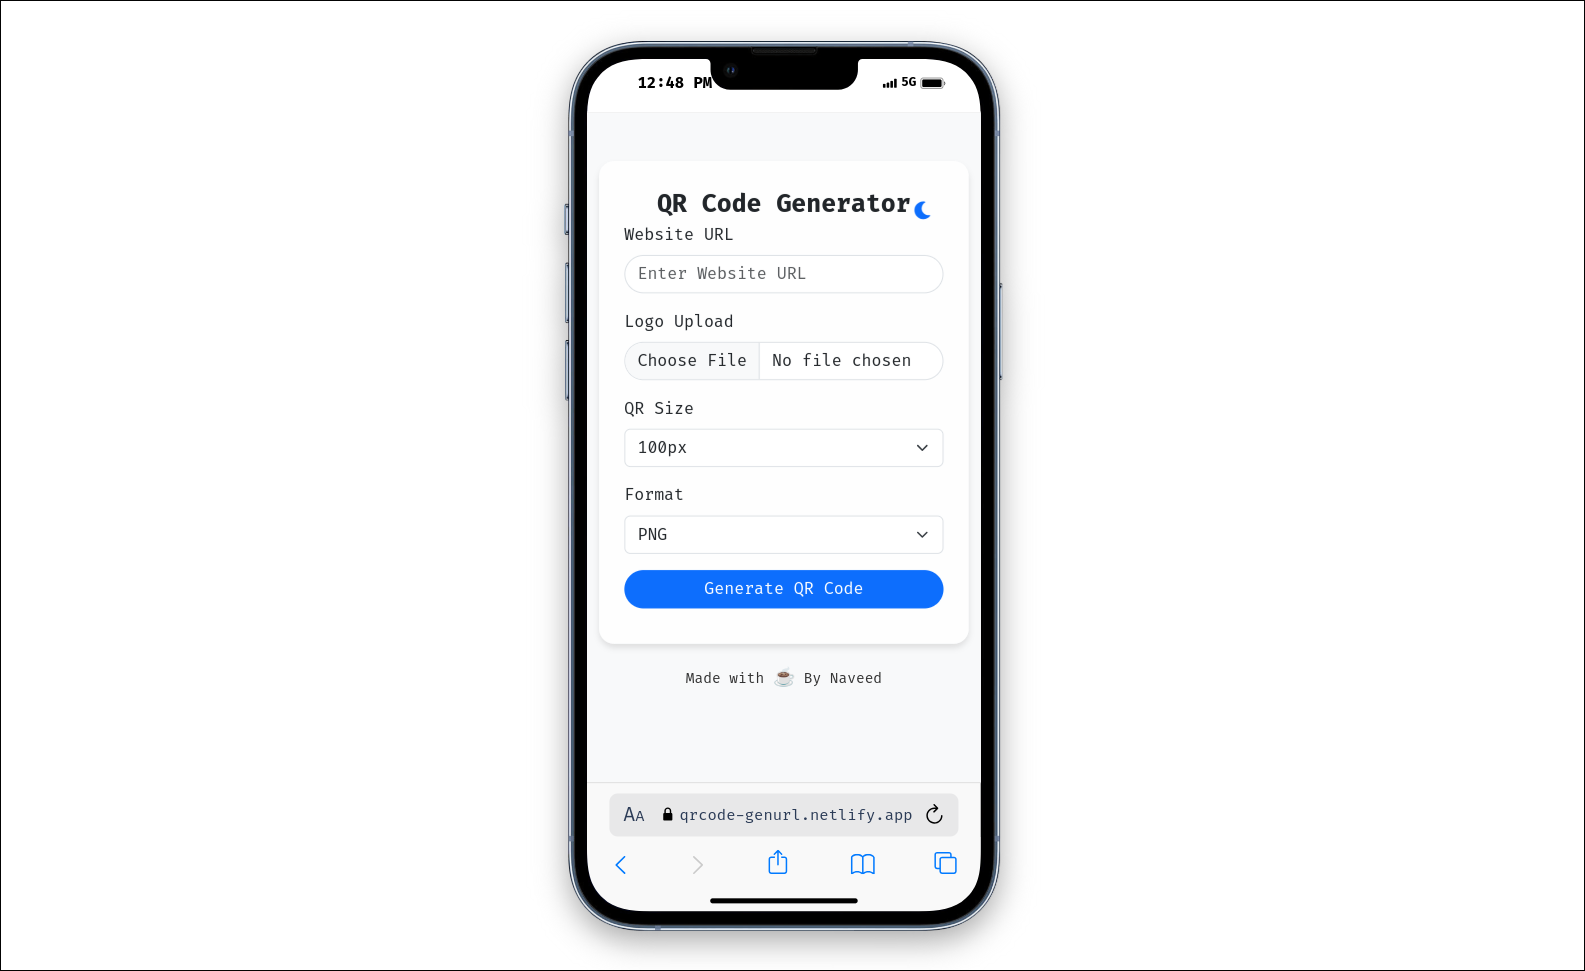 12:48 PM 5G
QR Code Generator
Website URL
Enter Website URL
Logo Upload
Choose File No file chosen
QR Size
100px
Format
PNG
Generate QR Code
Made with ☕ By Naveed
AA qrcode-genurl.netlify.app